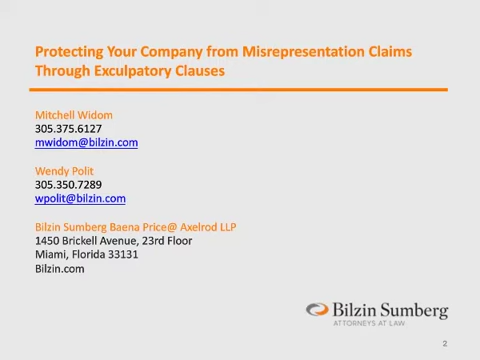 Protecting Your Company from Misrepresentation Claims
Through Exculpatory Clauses
Mitchell Widom
305.375.6127
mwidom@bilzin.com
Wendy Polit
305.350.7289
wpolit@bilzin.com
Bilzin Sumberg Baena Price@ Axelrod LLP
1450 Brickell Avenue, 23rd Floor
Miami, Florida 33131
Bilzin.com
Bilzin Sumberg
ATTORNEYS AT LAW
2